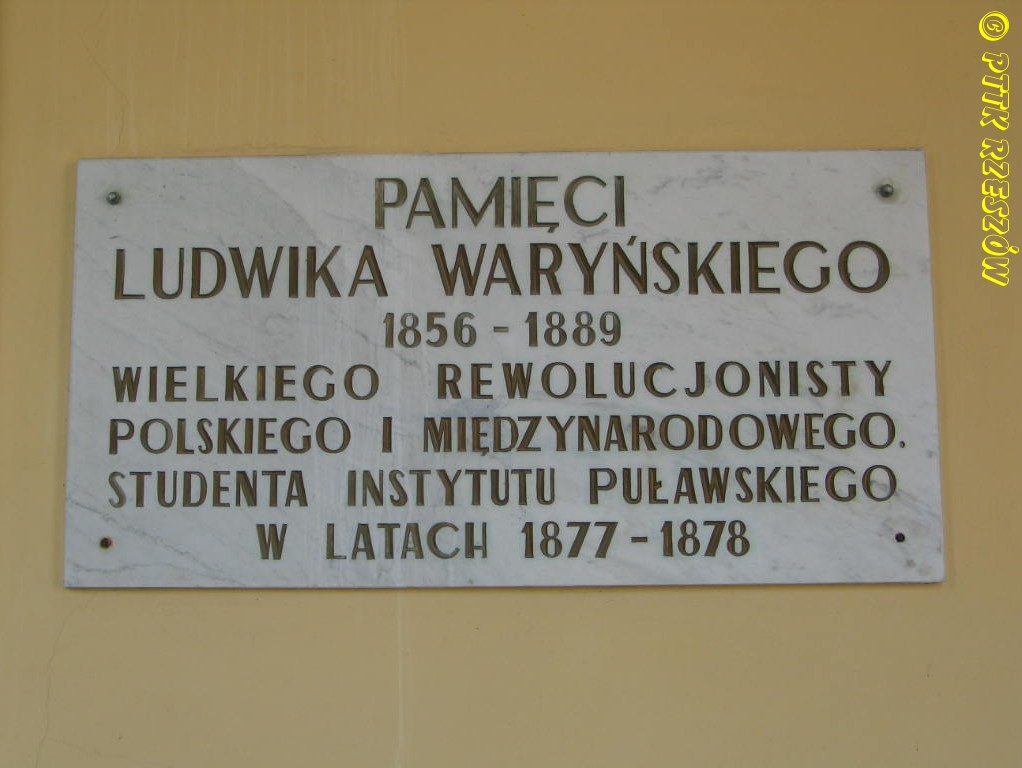 PAMIĘCI
LUDWIKA WARYŃSKIEGO
1856 - 1889
WIELKIEGO REWOLUCJONISTY
POLSKIEGO I MIĘDZYNARODOWEGO.
STUDENTA INSTYTUTU PUŁAWSKIEGO
W LATACH 1877 - 1878
© PTTK RZESZÓW